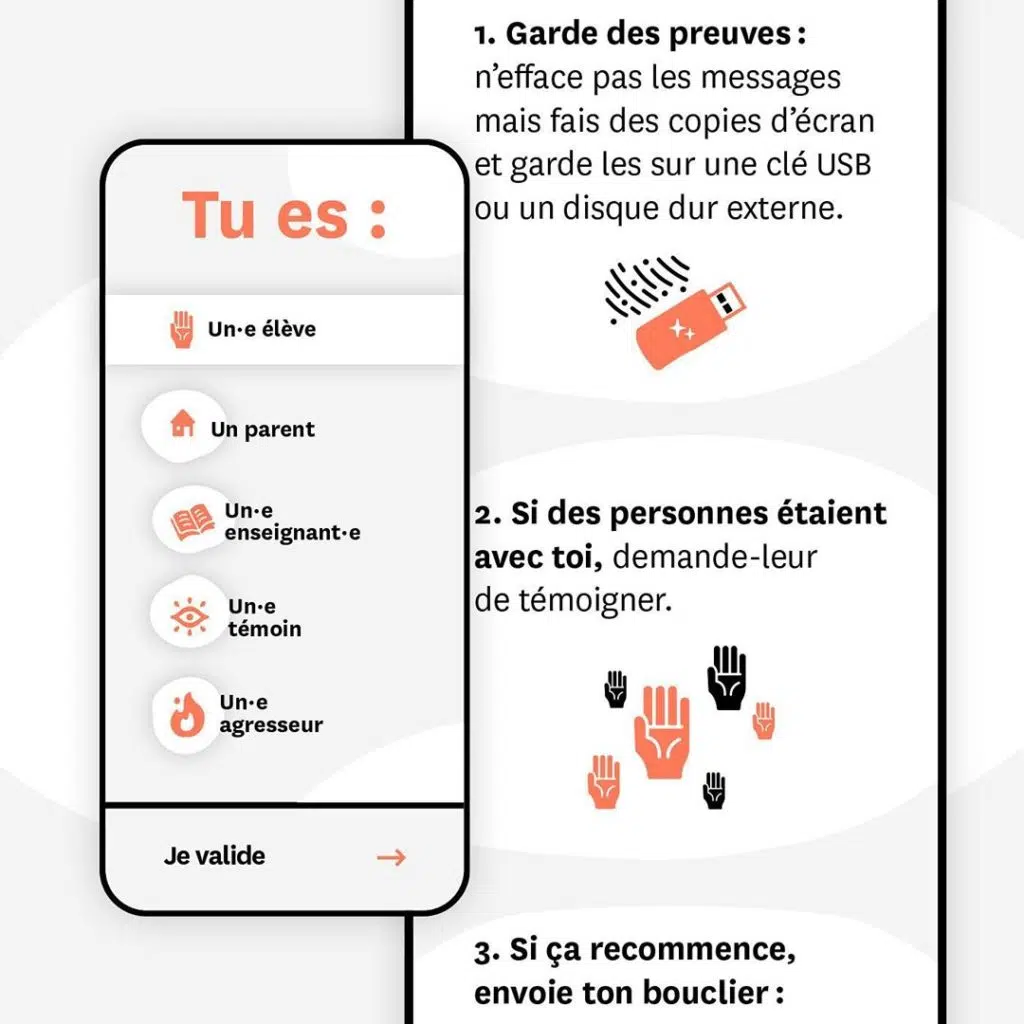 Tu es :
Un·e élève
Un parent
Un·e
enseignant·e
Un·e
témoin
Un·e
agresseur
Je valide
1. Garde des preuves :
n’efface pas les messages
mais fais des copies d’écran
et garde les sur une clé USB
ou un disque dur externe.
2. Si des personnes étaient
avec toi, demande-leur
de témoigner.
3. Si ça recommence,
envoie ton bouclier :